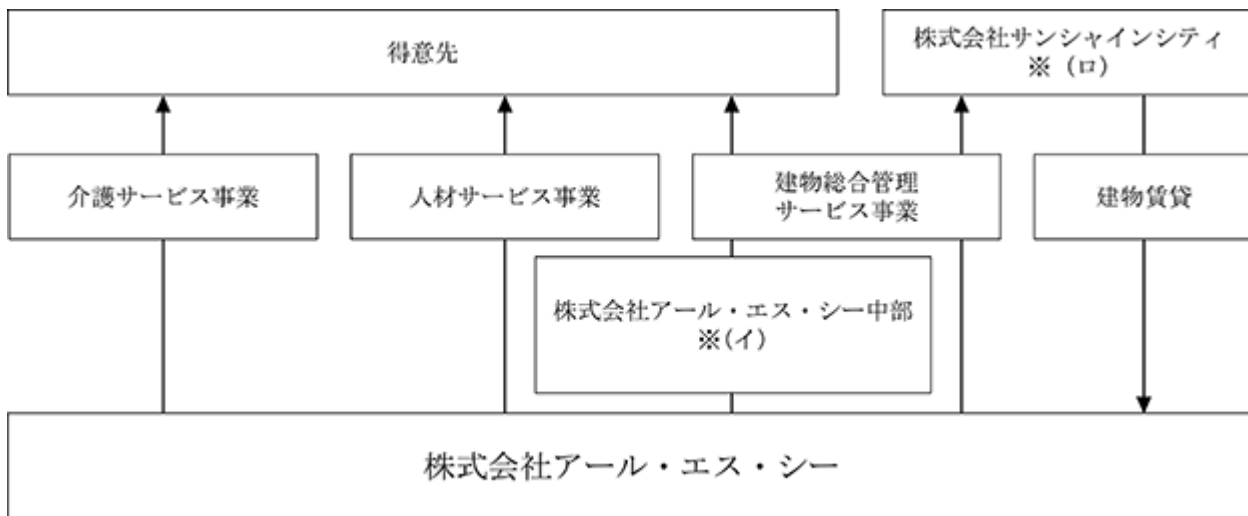 得意先
株式会社サンシャインシティ
※（ロ）
介護サービス事業
人材サービス事業
建物総合管理
サービス事業
建物賃貸
株式会社アール・エス・シー中部
※(イ)
株式会社アール・エス・シー